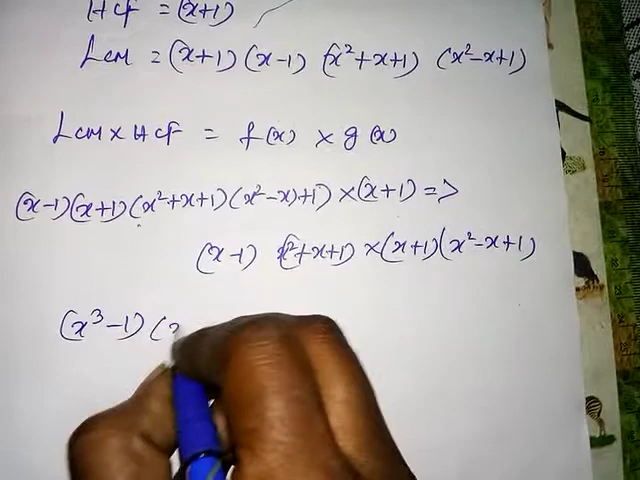 HCF = (x+1)
Lcm = (x+1) (x-1) (x²+x+1) (x²-x+1)
Lcm x HCF = f(x) x g(x)
(x-1)(x+1)(x²+x+1)(x²-x)+1) x (x+1) =>
(x-1) (x²+x+1) x (x+1)(x²-x+1)
(x³-1) (